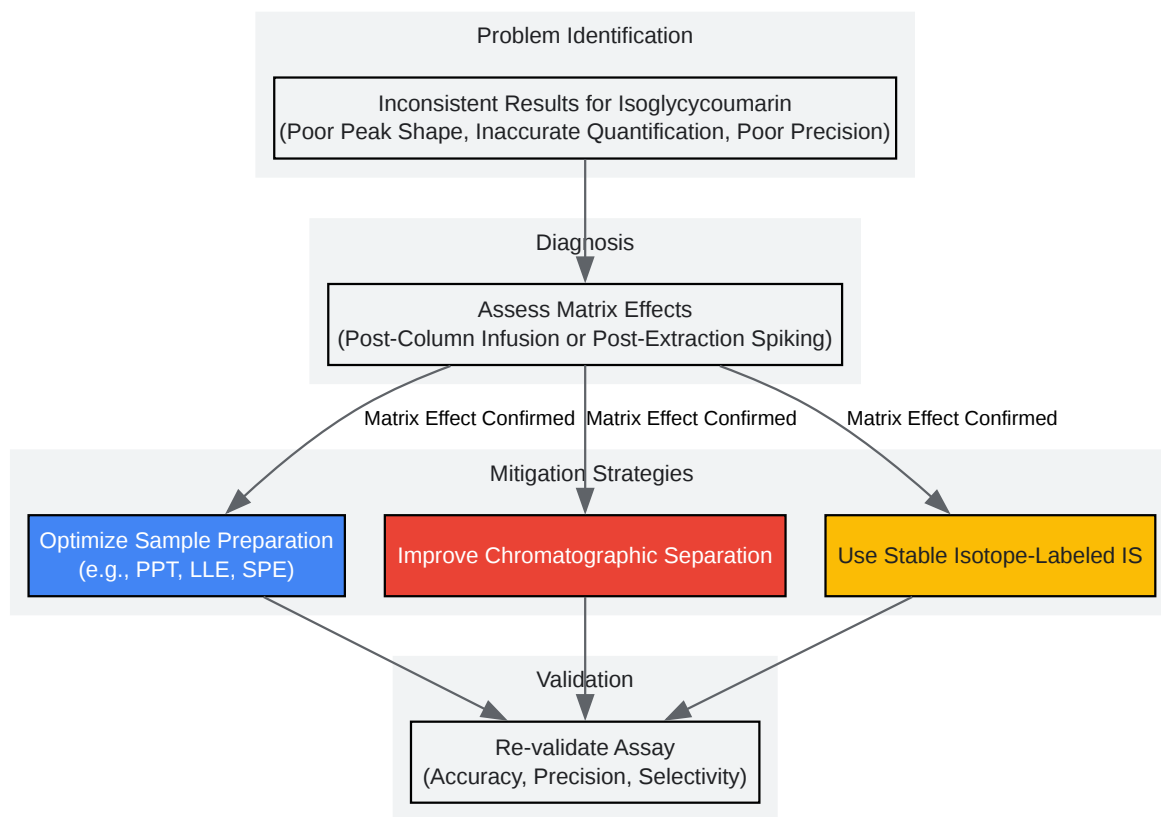 Problem Identification
Inconsistent Results for Isoglycycoumarin
(Poor Peak Shape, Inaccurate Quantification, Poor Precision)
Diagnosis
Assess Matrix Effects
(Post-Column Infusion or Post-Extraction Spiking)
Matrix Effect Confirmed
Matrix Effect Confirmed
Matrix Effect Confirmed
Mitigation Strategies
Optimize Sample Preparation
(e.g., PPT, LLE, SPE)
Improve Chromatographic Separation
Use Stable Isotope-Labeled IS
Validation
Re-validate Assay
(Accuracy, Precision, Selectivity)